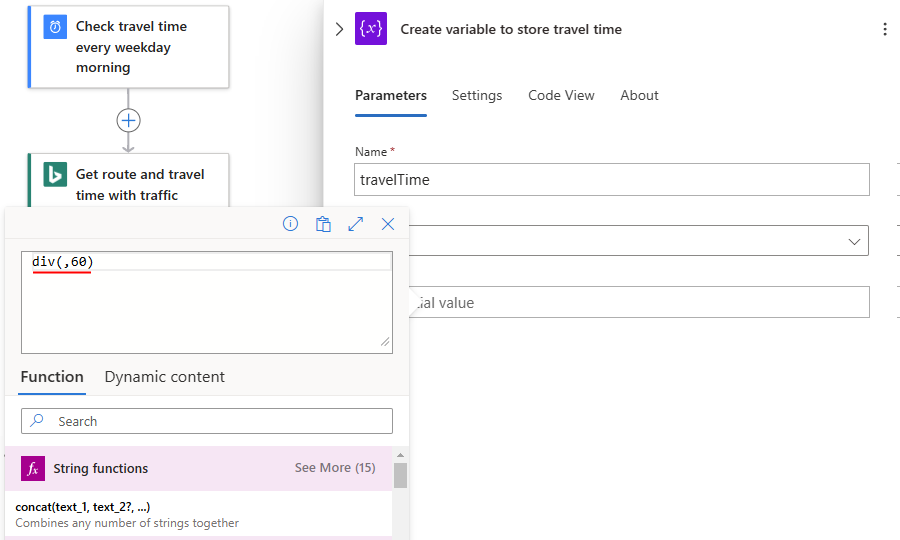 Check travel time
every weekday
morning
Get route and travel
time with traffic
Create variable to store travel time
Parameters
Settings
Code View
About
Name *
travelTime
ial value
div(,60)
Function
Dynamic content
Search
fx
String functions
See More (15)
concat(text_1, text_2?, ...)
Combines any number of strings together